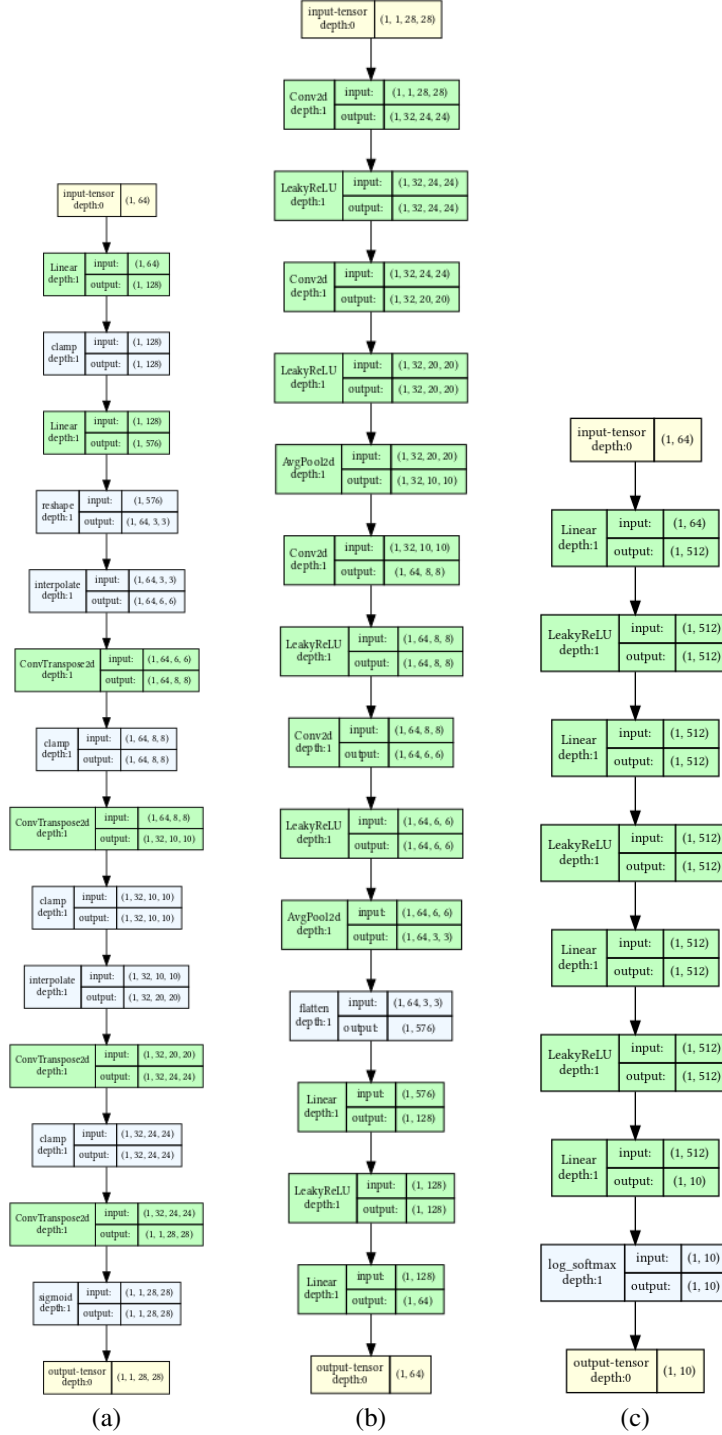 input-tensor
depth:0
(1, 64)
Linear
depth:1
input:
(1, 64)
output:
(1, 128)
clamp
depth:1
input:
(1, 128)
output:
(1, 128)
Linear
depth:1
input:
(1, 128)
output:
(1, 576)
reshape
depth:1
input:
(1, 576)
output:
(1, 64, 3, 3)
interpolate
depth:1
input:
(1, 64, 3, 3)
output:
(1, 64, 6, 6)
ConvTranspose2d
depth:1
input:
(1, 64, 6, 6)
output:
(1, 64, 8, 8)
clamp
depth:1
input:
(1, 64, 8, 8)
output:
(1, 64, 8, 8)
ConvTranspose2d
depth:1
input:
(1, 64, 8, 8)
output:
(1, 32, 10, 10)
clamp
depth:1
input:
(1, 32, 10, 10)
output:
(1, 32, 10, 10)
interpolate
depth:1
input:
(1, 32, 10, 10)
output:
(1, 32, 20, 20)
ConvTranspose2d
depth:1
input:
(1, 32, 20, 20)
output:
(1, 32, 24, 24)
clamp
depth:1
input:
(1, 32, 24, 24)
output:
(1, 32, 24, 24)
ConvTranspose2d
depth:1
input:
(1, 32, 24, 24)
output:
(1, 1, 28, 28)
sigmoid
depth:1
input:
(1, 1, 28, 28)
output:
(1, 1, 28, 28)
output-tensor
depth:0
(1, 1, 28, 28)
(a)
input-tensor
depth:0
(1, 1, 28, 28)
Conv2d
depth:1
input:
(1, 1, 28, 28)
output:
(1, 32, 24, 24)
LeakyReLU
depth:1
input:
(1, 32, 24, 24)
output:
(1, 32, 24, 24)
Conv2d
depth:1
input:
(1, 32, 24, 24)
output:
(1, 32, 20, 20)
LeakyReLU
depth:1
input:
(1, 32, 20, 20)
output:
(1, 32, 20, 20)
AvgPool2d
depth:1
input:
(1, 32, 20, 20)
output:
(1, 32, 10, 10)
Conv2d
depth:1
input:
(1, 32, 10, 10)
output:
(1, 64, 8, 8)
LeakyReLU
depth:1
input:
(1, 64, 8, 8)
output:
(1, 64, 8, 8)
Conv2d
depth:1
input:
(1, 64, 8, 8)
output:
(1, 64, 6, 6)
LeakyReLU
depth:1
input:
(1, 64, 6, 6)
output:
(1, 64, 6, 6)
AvgPool2d
depth:1
input:
(1, 64, 6, 6)
output:
(1, 64, 3, 3)
flatten
depth:1
input:
(1, 64, 3, 3)
output:
(1, 576)
Linear
depth:1
input:
(1, 576)
output:
(1, 128)
LeakyReLU
depth:1
input:
(1, 128)
output:
(1, 128)
Linear
depth:1
input:
(1, 128)
output:
(1, 64)
output-tensor
depth:0
(1, 64)
(b)
input-tensor
depth:0
(1, 64)
Linear
depth:1
input:
(1, 64)
output:
(1, 512)
LeakyReLU
depth:1
input:
(1, 512)
output:
(1, 512)
Linear
depth:1
input:
(1, 512)
output:
(1, 512)
LeakyReLU
depth:1
input:
(1, 512)
output:
(1, 512)
Linear
depth:1
input:
(1, 512)
output:
(1, 512)
LeakyReLU
depth:1
input:
(1, 512)
output:
(1, 512)
Linear
depth:1
input:
(1, 512)
output:
(1, 10)
log_softmax
depth:1
input:
(1, 10)
output:
(1, 10)
output-tensor
depth:0
(1, 10)
(c)